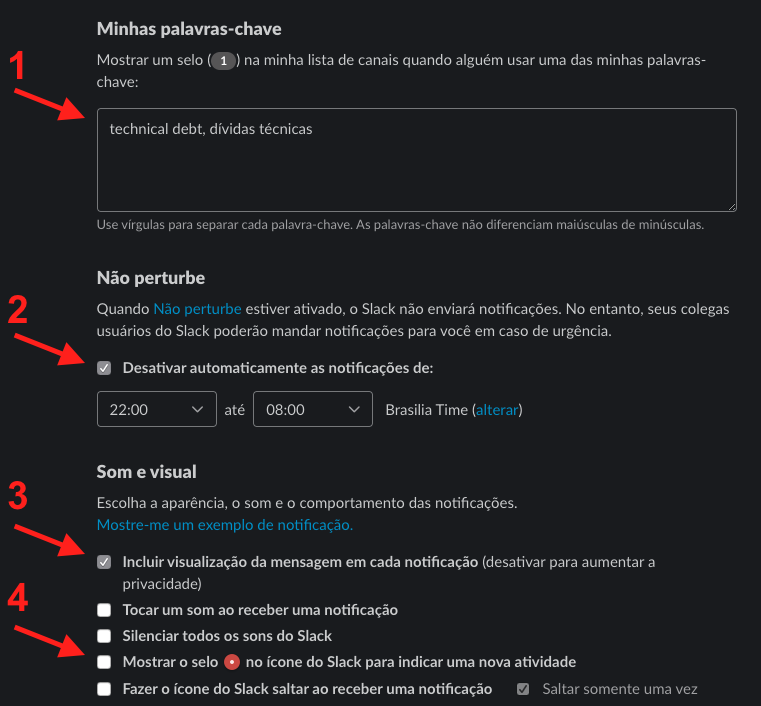 Minhas palavras-chave
1
Mostrar um selo (1) na minha lista de canais quando alguém usar uma das minhas palavras-
chave:
technical debt, dívidas técnicas
Use vírgulas para separar cada palavra-chave. As palavras-chave não diferenciam maiúsculas de minúsculas.
Não perturbe
2
Quando Não perturbe estiver ativado, o Slack não enviará notificações. No entanto, seus colegas
usuários do Slack poderão mandar notificações para você em caso de urgência.
Desativar automaticamente as notificações de:
22:00 até 08:00 Brasilia Time (alterar)
Som e visual
3
Escolha a aparência, o som e o comportamento das notificações.
Mostre-me um exemplo de notificação.
Incluir visualização da mensagem em cada notificação (desativar para aumentar a
privacidade)
4
Tocar um som ao receber uma notificação
Silenciar todos os sons do Slack
Mostrar o selo no ícone do Slack para indicar uma nova atividade
Fazer o ícone do Slack saltar ao receber uma notificação Saltar somente uma vez